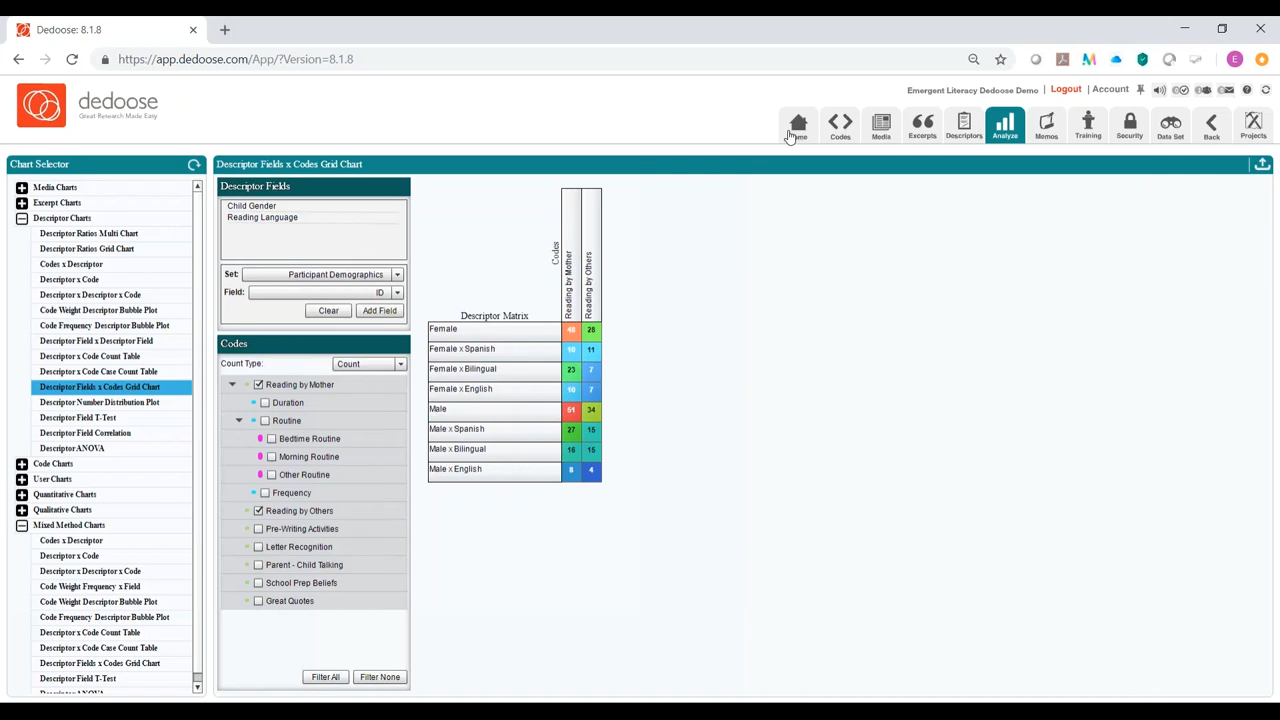 Dedoose: 8.1.8
https://app.dedoose.com/App/?Version=8.1.8
E
dedoose
Great Research Made Easy
Emergent Literacy Dedoose Demo | Logout | Account
Codes
Media
Excerpts
Descriptors
Analyze
Memos
Training
Security
Data Set
Back
Projects
Chart Selector
Media Charts
Excerpt Charts
Descriptor Charts
Descriptor Ratios Multi Chart
Descriptor Ratios Grid Chart
Codes x Descriptor
Descriptor x Code
Descriptor x Descriptor x Code
Code Weight Descriptor Bubble Plot
Code Frequency Descriptor Bubble Plot
Descriptor Field x Descriptor Field
Descriptor x Code Count Table
Descriptor x Code Case Count Table
Descriptor Fields x Codes Grid Chart
Descriptor Number Distribution Plot
Descriptor Field T-Test
Descriptor Field Correlation
Descriptor ANOVA
Code Charts
User Charts
Quantitative Charts
Qualitative Charts
Mixed Method Charts
Codes x Descriptor
Descriptor x Code
Descriptor x Descriptor x Code
Code Weight Frequency x Field
Code Weight Descriptor Bubble Plot
Code Frequency Descriptor Bubble Plot
Descriptor x Code Count Table
Descriptor x Code Case Count Table
Descriptor Fields x Codes Grid Chart
Descriptor Field T-Test
Descriptor Fields x Codes Grid Chart
Descriptor Fields
Child Gender
Reading Language
Set: Participant Demographics
Field: ID
Clear Add Field
Codes
Count Type: Count
Reading by Mother
Duration
Routine
Bedtime Routine
Morning Routine
Other Routine
Frequency
Reading by Others
Pre-Writing Activities
Letter Recognition
Parent - Child Talking
School Prep Beliefs
Great Quotes
Filter All Filter None
Codes
Reading by Mother
Reading by Others
Descriptor Matrix
Female 48 28
Female x Spanish 10 11
Female x Bilingual 23 7
Female x English 10 7
Male 51 34
Male x Spanish 27 15
Male x Bilingual 16 15
Male x English 8 4